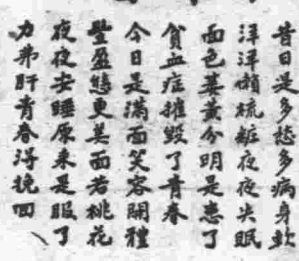 昔日是多愁多病身軟
洋洋懶梳粧夜夜失眠
面色萎黃分明是患了
貧血症摧毀了青春
今日是滿面笑容開體
豐盈態更美面若桃花
夜夜安睡原来是服了
力弗肝青春得挽回